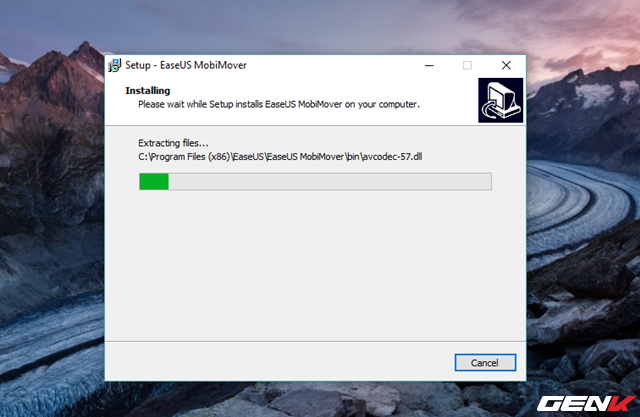 Setup - EaseUS MobiMover
Installing
Please wait while Setup installs EaseUS MobiMover on your computer.
Extracting files...
C:\Program Files (x86)\EaseUS\EaseUS MobiMover\bin\avcodec-57.dll
Cancel
GENK